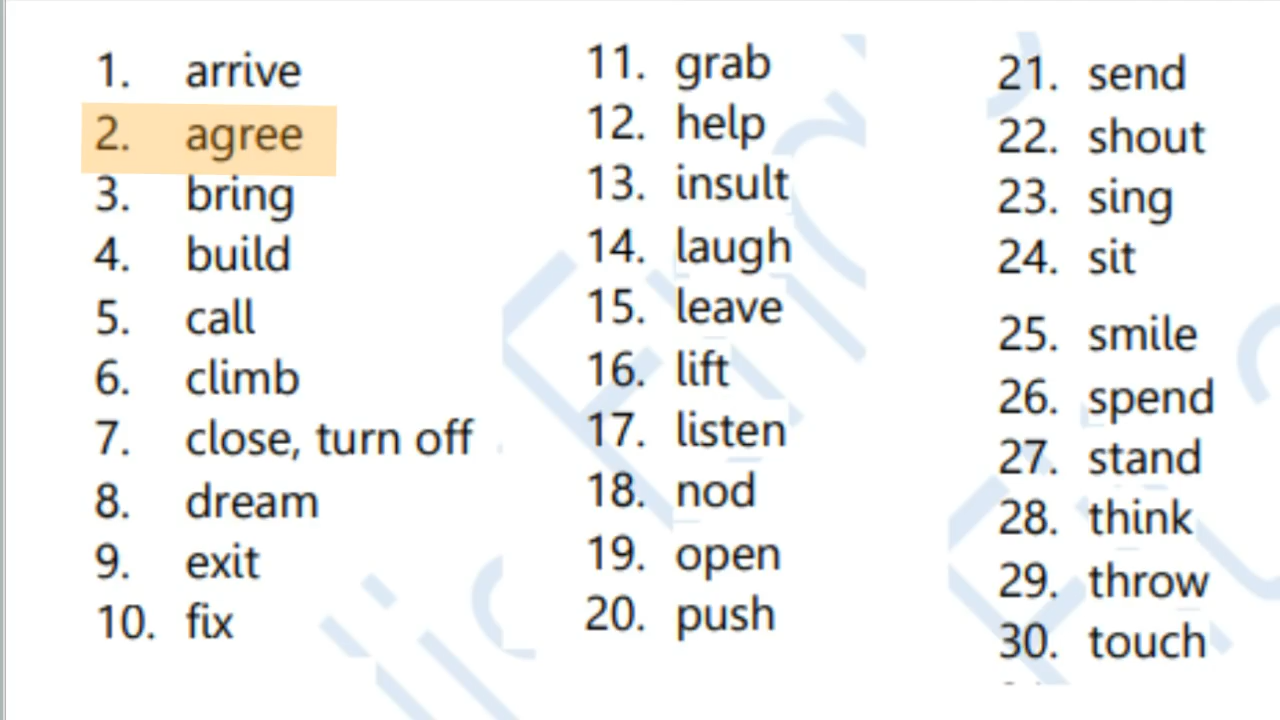 1. arrive
2. agree
3. bring
4. build
5. call
6. climb
7. close, turn off
8. dream
9. exit
10. fix
11. grab
12. help
13. insult
14. laugh
15. leave
16. lift
17. listen
18. nod
19. open
20. push
21. send
22. shout
23. sing
24. sit
25. smile
26. spend
27. stand
28. think
29. throw
30. touch